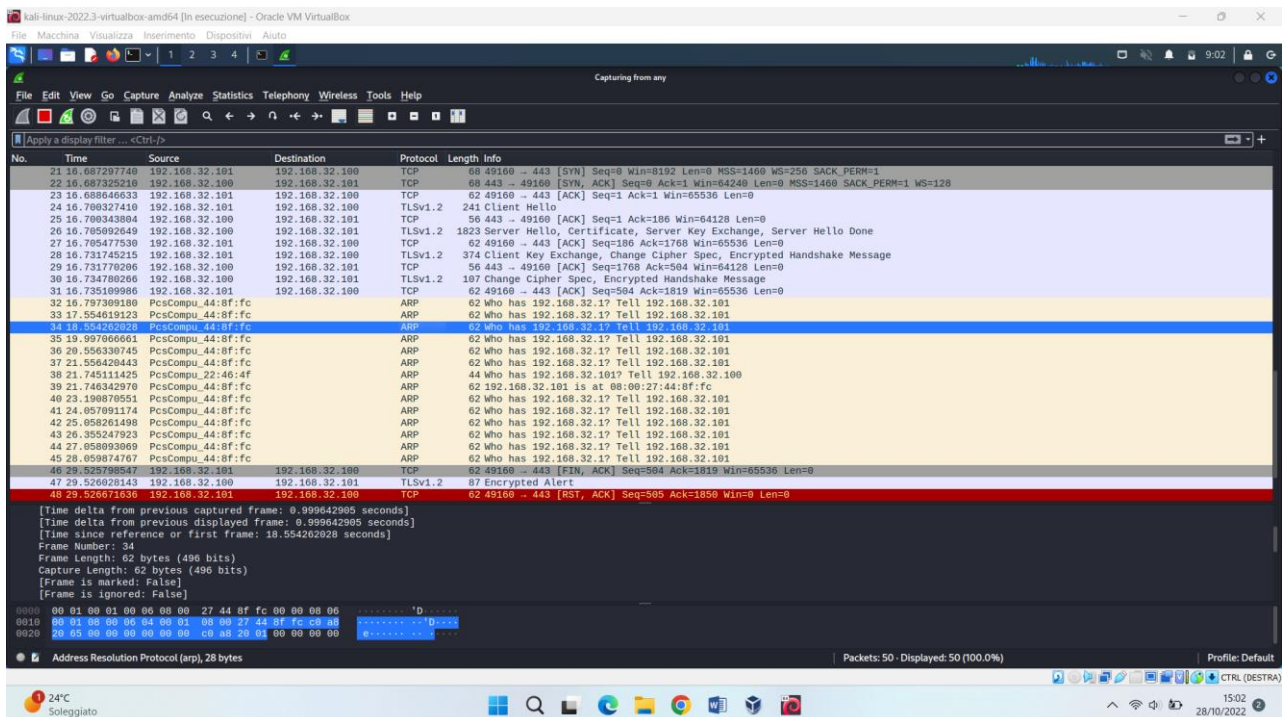 kali-linux-2022.3-virtualbox-amd64 [In esecuzione] - Oracle VM VirtualBox
File Macchina Visualizza Inserimento Dispositivi Aiuto
1 2 3 4 9:02
Capturing from any
File Edit View Go Capture Analyze Statistics Telephony Wireless Tools Help
Apply a display filter ... <Ctrl-/>
No. Time Source Destination Protocol Length Info
21 16.687297740 192.168.32.101 192.168.32.100 TCP 68 49160 → 443 [SYN] Seq=0 Win=8192 Len=0 MSS=1460 WS=256 SACK_PERM=1
22 16.687325210 192.168.32.100 192.168.32.101 TCP 68 443 → 49160 [SYN, ACK] Seq=0 Ack=1 Win=64240 Len=0 MSS=1460 SACK_PERM=1 WS=128
23 16.688646633 192.168.32.101 192.168.32.100 TCP 62 49160 → 443 [ACK] Seq=1 Ack=1 Win=65536 Len=0
24 16.700327410 192.168.32.101 192.168.32.100 TLSv1.2 241 Client Hello
25 16.700343804 192.168.32.100 192.168.32.101 TCP 56 443 → 49160 [ACK] Seq=1 Ack=186 Win=64128 Len=0
26 16.705092649 192.168.32.100 192.168.32.101 TLSv1.2 1823 Server Hello, Certificate, Server Key Exchange, Server Hello Done
27 16.705477530 192.168.32.101 192.168.32.100 TCP 62 49160 → 443 [ACK] Seq=186 Ack=1768 Win=65536 Len=0
28 16.731745215 192.168.32.101 192.168.32.100 TLSv1.2 374 Client Key Exchange, Change Cipher Spec, Encrypted Handshake Message
29 16.731770206 192.168.32.100 192.168.32.101 TCP 56 443 → 49160 [ACK] Seq=1768 Ack=504 Win=64128 Len=0
30 16.734780266 192.168.32.100 192.168.32.101 TLSv1.2 107 Change Cipher Spec, Encrypted Handshake Message
31 16.735109986 192.168.32.101 192.168.32.100 TCP 62 49160 → 443 [ACK] Seq=504 Ack=1819 Win=65536 Len=0
32 16.797309180 PcsCompu_44:8f:fc ARP 62 Who has 192.168.32.1? Tell 192.168.32.101
33 17.554619123 PcsCompu_44:8f:fc ARP 62 Who has 192.168.32.1? Tell 192.168.32.101
34 18.554262028 PcsCompu_44:8f:fc ARP 62 Who has 192.168.32.1? Tell 192.168.32.101
35 19.997066661 PcsCompu_44:8f:fc ARP 62 Who has 192.168.32.1? Tell 192.168.32.101
36 20.556330745 PcsCompu_44:8f:fc ARP 62 Who has 192.168.32.1? Tell 192.168.32.101
37 21.556420443 PcsCompu_44:8f:fc ARP 62 Who has 192.168.32.1? Tell 192.168.32.101
38 21.745111425 PcsCompu_22:46:4f ARP 44 Who has 192.168.32.101? Tell 192.168.32.100
39 21.746342970 PcsCompu_44:8f:fc ARP 62 192.168.32.101 is at 08:00:27:44:8f:fc
40 23.190870551 PcsCompu_44:8f:fc ARP 62 Who has 192.168.32.1? Tell 192.168.32.101
41 24.057091174 PcsCompu_44:8f:fc ARP 62 Who has 192.168.32.1? Tell 192.168.32.101
42 25.058261498 PcsCompu_44:8f:fc ARP 62 Who has 192.168.32.1? Tell 192.168.32.101
43 26.355247923 PcsCompu_44:8f:fc ARP 62 Who has 192.168.32.1? Tell 192.168.32.101
44 27.058093069 PcsCompu_44:8f:fc ARP 62 Who has 192.168.32.1? Tell 192.168.32.101
45 28.059874767 PcsCompu_44:8f:fc ARP 62 Who has 192.168.32.1? Tell 192.168.32.101
46 29.525798547 192.168.32.101 192.168.32.100 TCP 62 49160 → 443 [FIN, ACK] Seq=504 Ack=1819 Win=65536 Len=0
47 29.526028143 192.168.32.100 192.168.32.101 TLSv1.2 87 Encrypted Alert
48 29.526671636 192.168.32.101 192.168.32.100 TCP 62 49160 → 443 [RST, ACK] Seq=505 Ack=1850 Win=0 Len=0
[Time delta from previous captured frame: 0.999642905 seconds]
[Time delta from previous displayed frame: 0.999642905 seconds]
[Time since reference or first frame: 18.554262028 seconds]
Frame Number: 34
Frame Length: 62 bytes (496 bits)
Capture Length: 62 bytes (496 bits)
[Frame is marked: False]
[Frame is ignored: False]
0000 00 01 00 01 00 06 08 00 27 44 8f fc 00 00 08 06 ········ 'D······
0010 00 01 08 00 06 04 00 01 08 00 27 44 8f fc c0 a8 ········ ··'D····
0020 20 65 00 00 00 00 00 00 c0 a8 20 01 00 00 00 00 e······ ·· ·····
Address Resolution Protocol (arp), 28 bytes Packets: 50 · Displayed: 50 (100.0%) Profile: Default
CTRL (DESTRA)
1 24°C
Soleggiato
15:02
28/10/2022 2